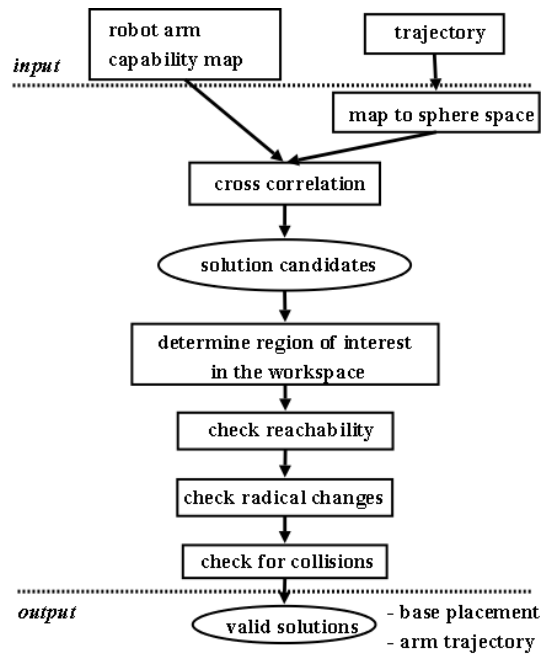 robot arm
capability map
trajectory
input
map to sphere space
cross correlation
solution candidates
determine region of interest
in the workspace
check reachability
check radical changes
check for collisions
output
valid solutions
- base placement
- arm trajectory